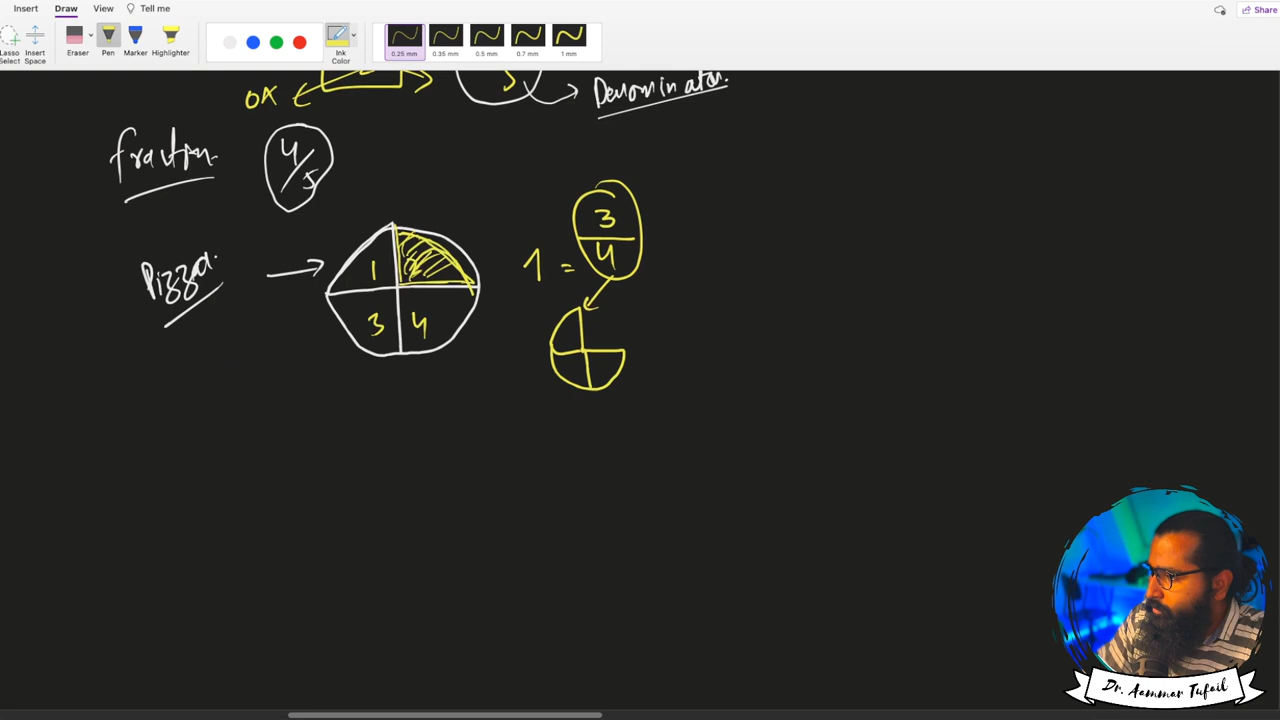 Insert Draw View Tell me
Share
Lasso Select
Insert Space
Eraser
Pen
Marker
Highlighter
Ink Color
0.25 mm
0.35 mm
0.5 mm
0.7 mm
1 mm
Denominator.
fraction. 4/5
Pizza.
1
3 4
1 = 3/4
Dr. Aammar Tufail